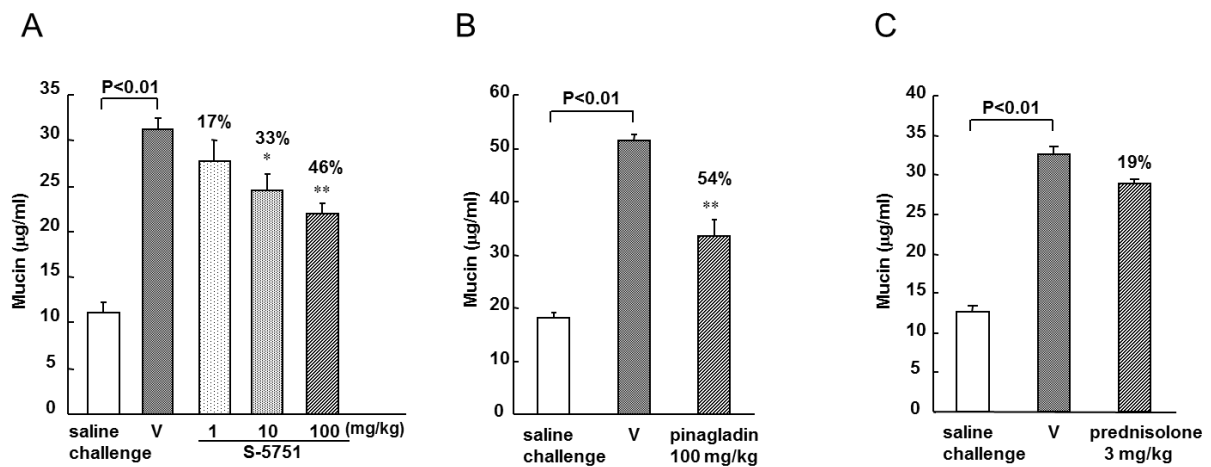 A
B
C
Mucin (µg/ml)
35
30
25
20
15
10
5
0
P<0.01
17%
33%
*
46%
**
saline
challenge
V
1
10
100
(mg/kg)
S-5751
Mucin (µg/ml)
60
50
40
30
20
10
0
P<0.01
54%
**
saline
challenge
V
pinagladin
100 mg/kg
Mucin (µg/ml)
40
35
30
25
20
15
10
5
0
P<0.01
19%
saline
challenge
V
prednisolone
3 mg/kg